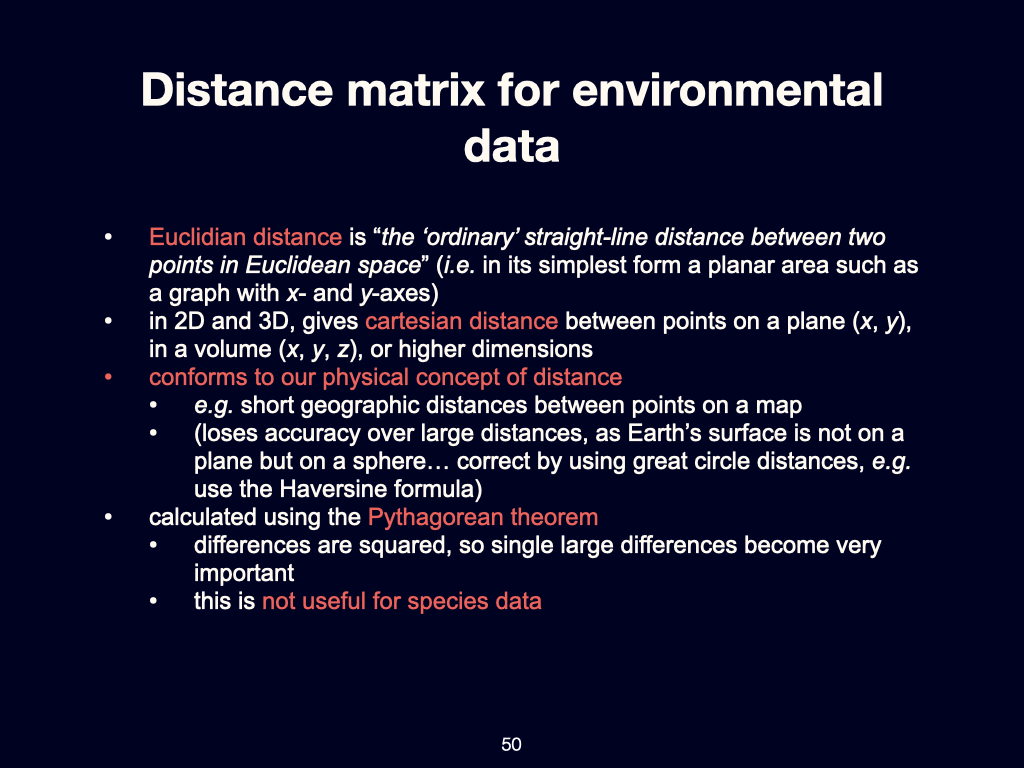 Distance matrix for environmental
data
• Euclidian distance is “the ‘ordinary’ straight-line distance between two
points in Euclidean space” (i.e. in its simplest form a planar area such as
a graph with x- and y-axes)
• in 2D and 3D, gives cartesian distance between points on a plane (x, y),
in a volume (x, y, z), or higher dimensions
• conforms to our physical concept of distance
• e.g. short geographic distances between points on a map
• (loses accuracy over large distances, as Earth’s surface is not on a
plane but on a sphere… correct by using great circle distances, e.g.
use the Haversine formula)
• calculated using the Pythagorean theorem
• differences are squared, so single large differences become very
important
• this is not useful for species data
50